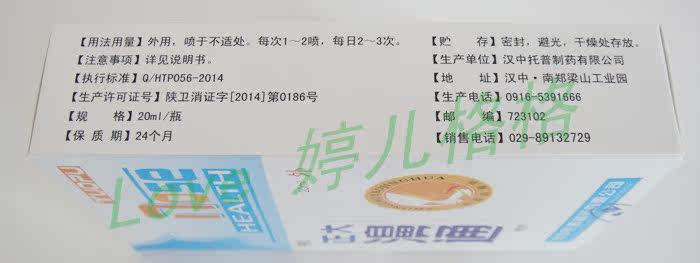 【用法用量】外用，喷于不适处。每次1～2喷，每日2～3次。
【注意事项】详见说明书。
【执行标准】Q/HTP056-2014
【生产许可证号】陕卫消证字[2014]第0186号
【规 格】20ml/瓶
【保 质 期】24个月
【贮 存】密封，避光，干燥处存放。
【生产单位】汉中托普制药有限公司
【地 址】汉中·南郑梁山工业园
【生产电话】0916-5391666
【邮 编】723102
【销售电话】029-89132729
LOVE 婷儿格格
HEALTH